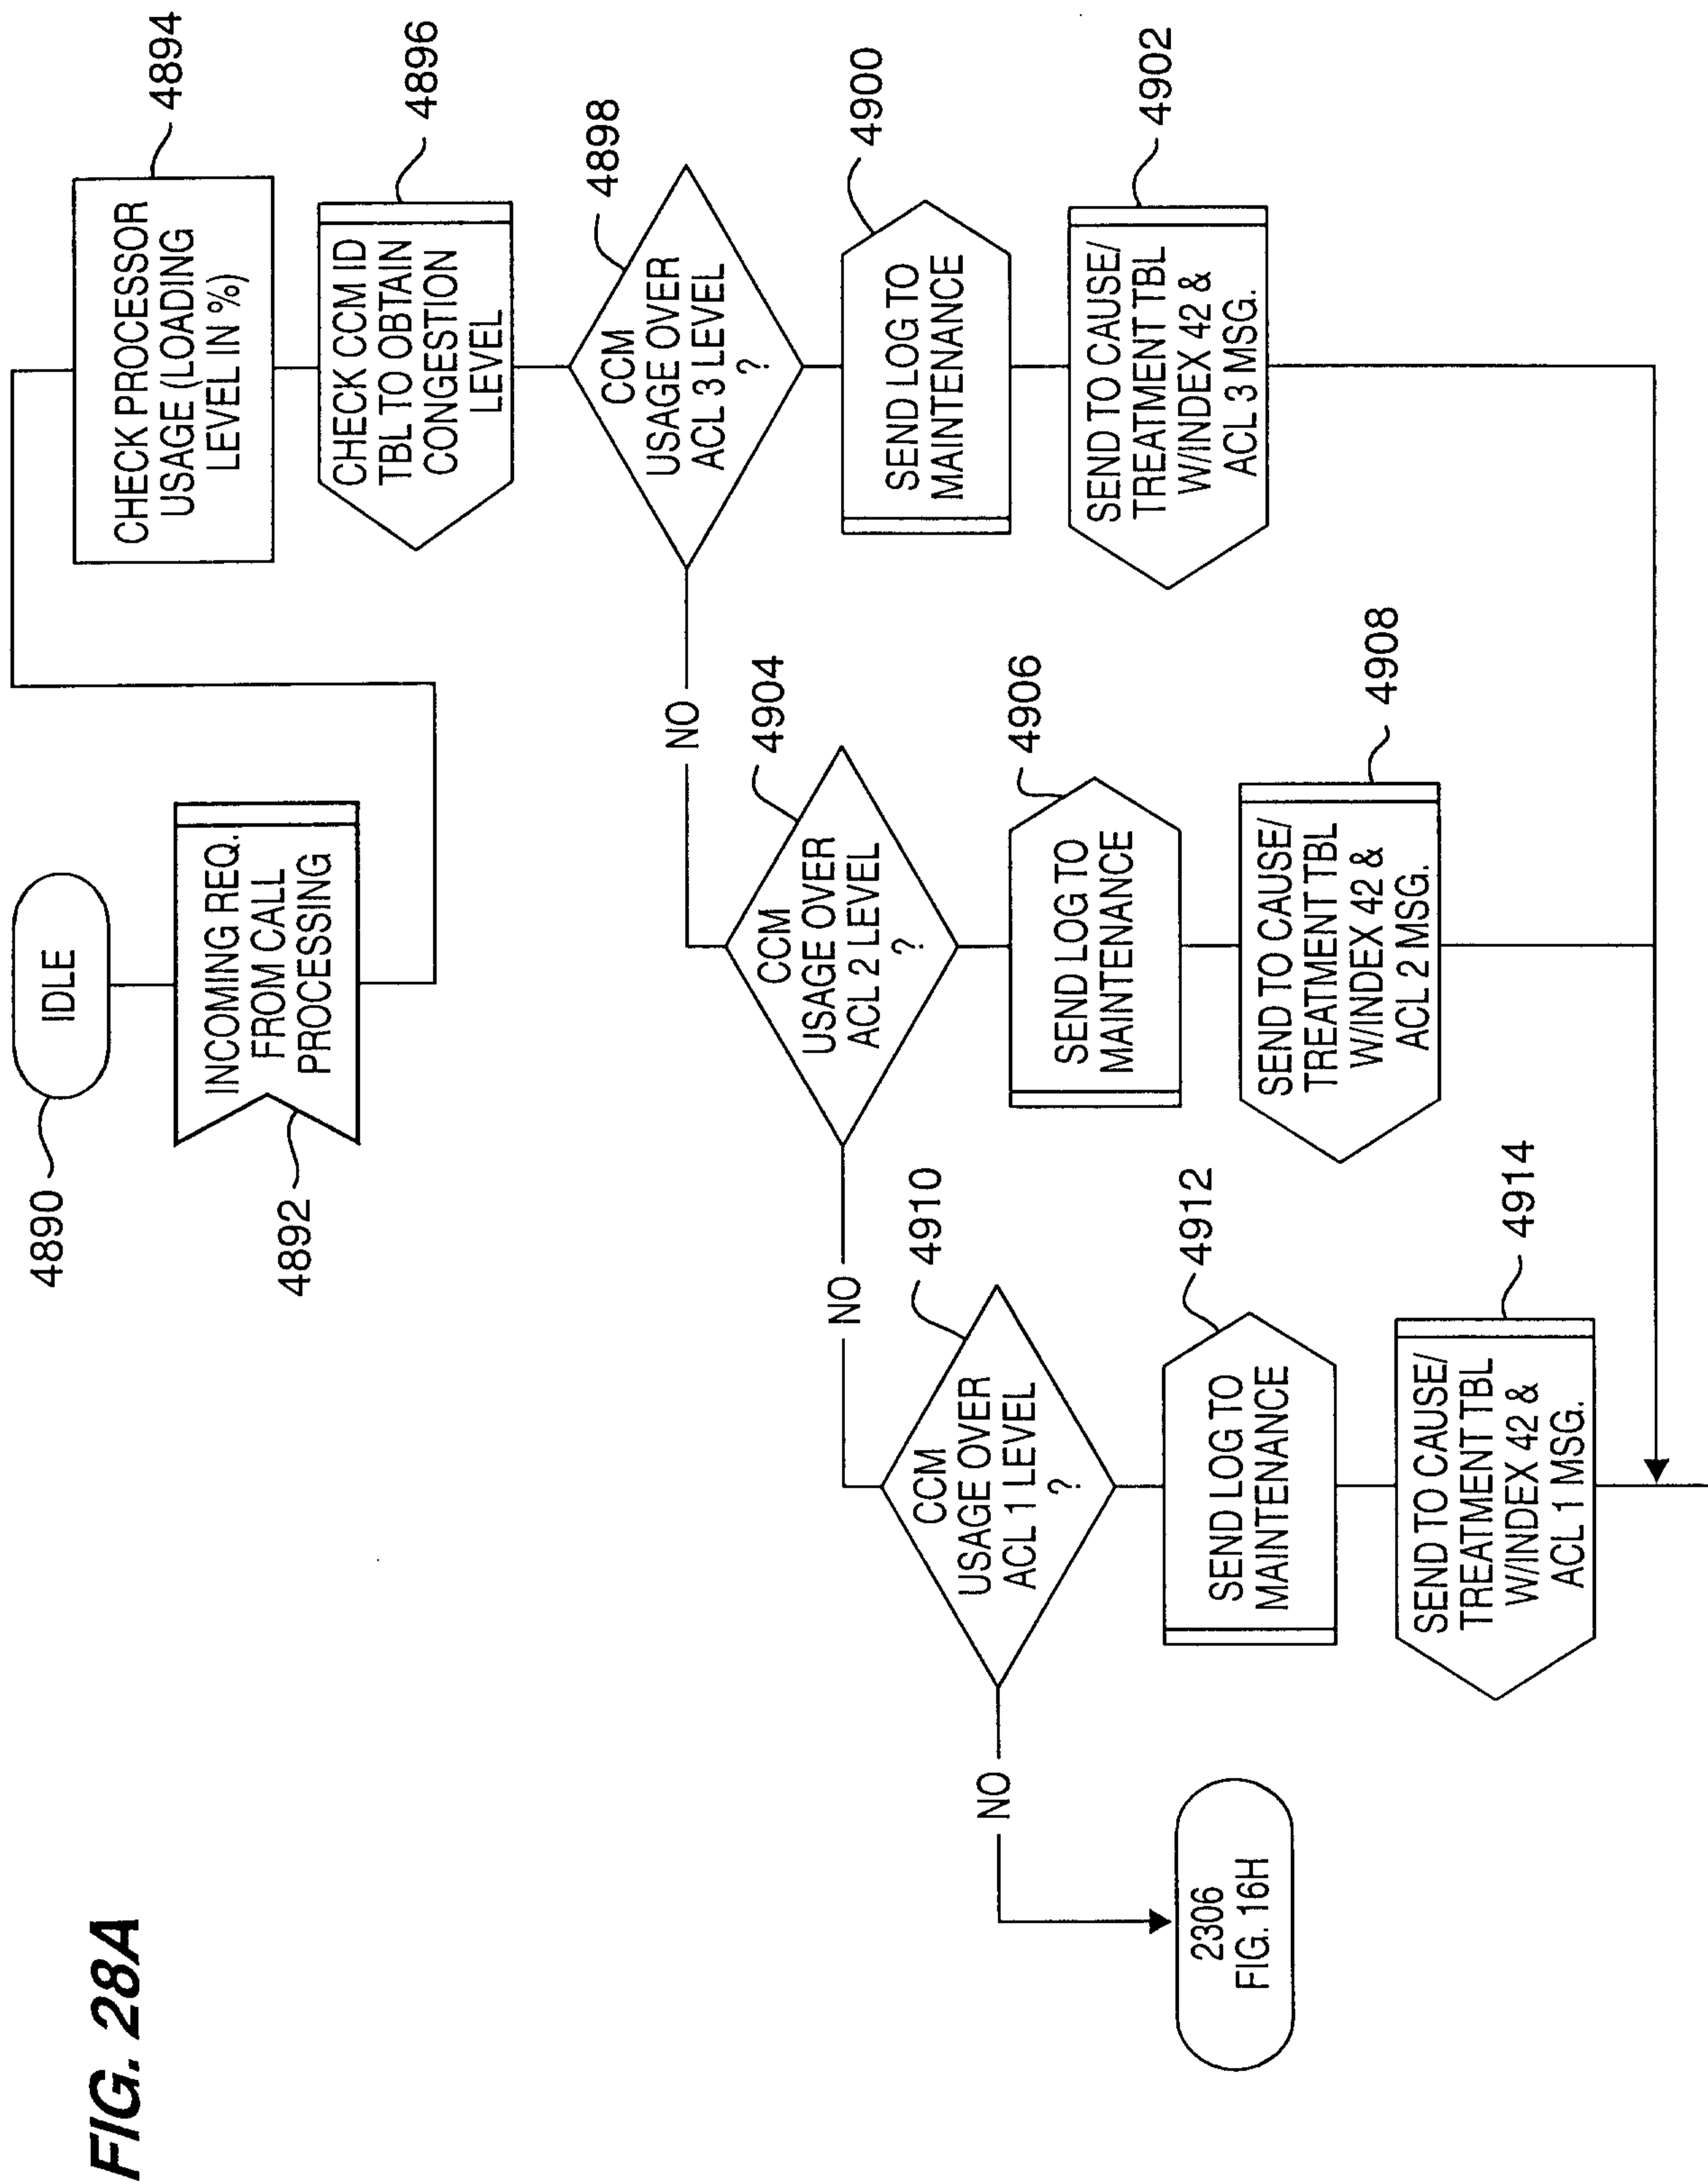 FIG. 28A
4890
IDLE
4892
INCOMING REQ.
FROM CALL
PROCESSING
4894
CHECK PROCESSOR
USAGE (LOADING
LEVEL IN %)
4896
CHECK CCM ID
TBL TO OBTAIN
CONGESTION
LEVEL
4898
CCM
USAGE OVER
ACL 3 LEVEL
?
NO
4900
SEND LOG TO
MAINTENANCE
4902
SEND TO CAUSE/
TREATMENT TBL
W/INDEX 42 &
ACL 3 MSG.
4904
CCM
USAGE OVER
ACL 2 LEVEL
?
NO
4906
SEND LOG TO
MAINTENANCE
4908
SEND TO CAUSE/
TREATMENT TBL
W/INDEX 42 &
ACL 2 MSG.
4910
CCM
USAGE OVER
ACL 1 LEVEL
?
NO
4912
SEND LOG TO
MAINTENANCE
4914
SEND TO CAUSE/
TREATMENT TBL
W/INDEX 42 &
ACL 1 MSG.
2306
FIG. 16H